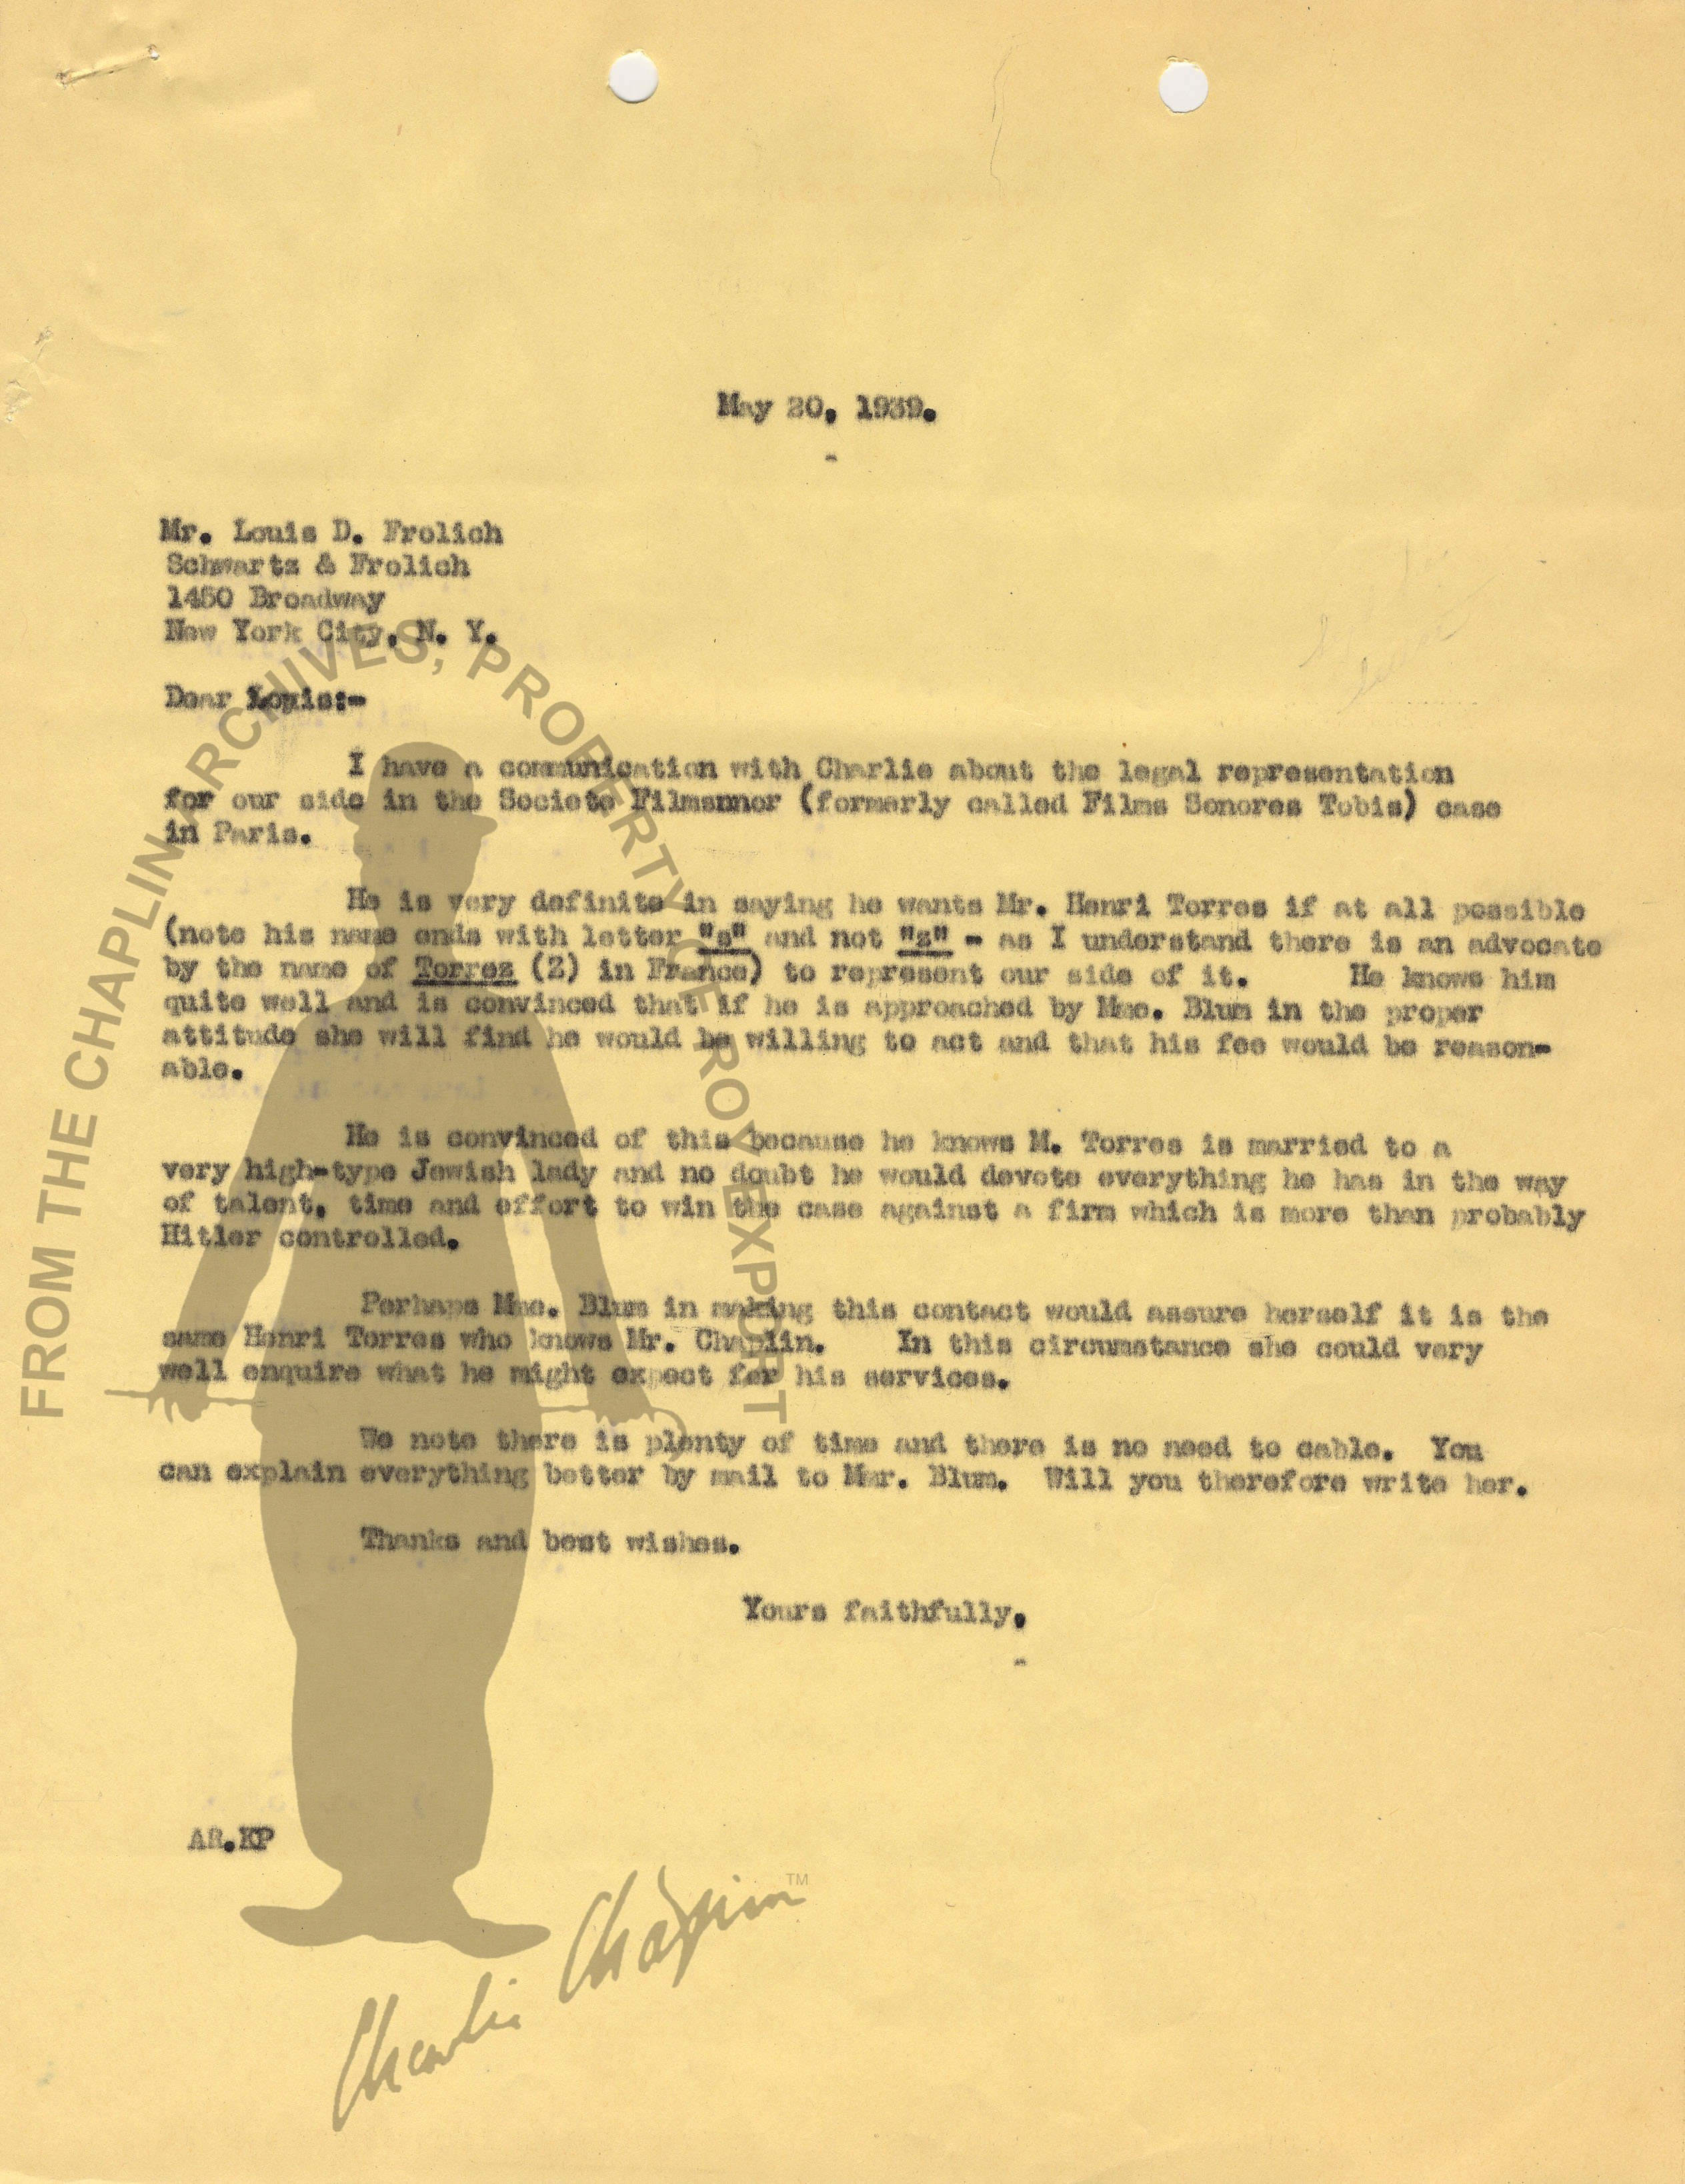 May 20, 1939.
-
Mr. Louis D. Frolich
Schwartz & Frolich
1450 Broadway
New York City, N. Y.
Dear Louis:-
I have a communication with Charlie about the legal representation
for our side in the Societe Filmsonor (formerly called Films Sonores Tobis) case
in Paris.
He is very definite in saying he wants Mr. Henri Torres if at all possible
(note his name ends with letter "s" and not "z" - as I understand there is an advocate
by the name of Torrez (Z) in France) to represent our side of it. He knows him
quite well and is convinced that if he is approached by Mme. Blum in the proper
attitude she will find he would be willing to act and that his fee would be reason-
able.
He is convinced of this because he knows M. Torres is married to a
very high-type Jewish lady and no doubt he would devote everything he has in the way
of talent, time and effort to win the case against a firm which is more than probably
Hitler controlled.
Perhaps Mme. Blum in making this contact would assure herself it is the
same Henri Torres who knows Mr. Chaplin. In this circumstance she could very
well enquire what he might expect for his services.
We note there is plenty of time and there is no need to cable. You
can explain everything better by mail to Mmr. Blum. Will you therefore write her.
Thanks and best wishes.
Yours faithfully,
-
AR.KP
FROM THE CHAPLIN ARCHIVES, PROPERTY OF ROY EXPORT
Charlie Chaplin™